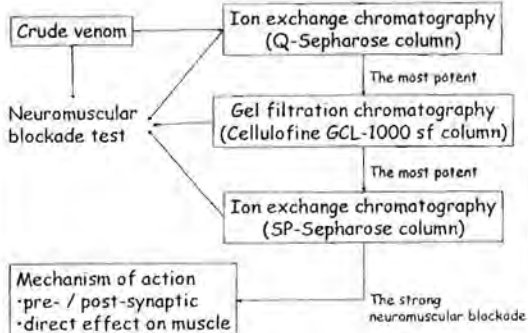 Crude venom
Ion exchange chromatography
(Q-Sepharose column)
The most potent
Neuromuscular
blockade test
Gel filtration chromatography
(Cellulofine GCL-1000 sf column)
The most potent
Ion exchange chromatography
(SP-Sepharose column)
Mechanism of action
•pre- / post-synaptic
•direct effect on muscle
The strong
neuromuscular blockade